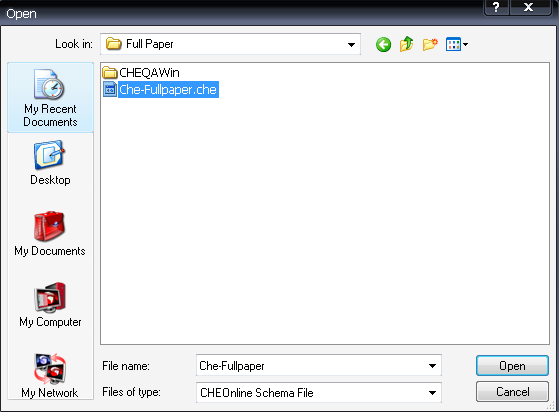 Open
?
X
Look in:
Full Paper
CHEQAWin
Che-Fullpaper.che
My Recent
Documents
Desktop
My Documents
My Computer
My Network
File name:
Che-Fullpaper
Open
Files of type:
CHEOnline Schema File
Cancel